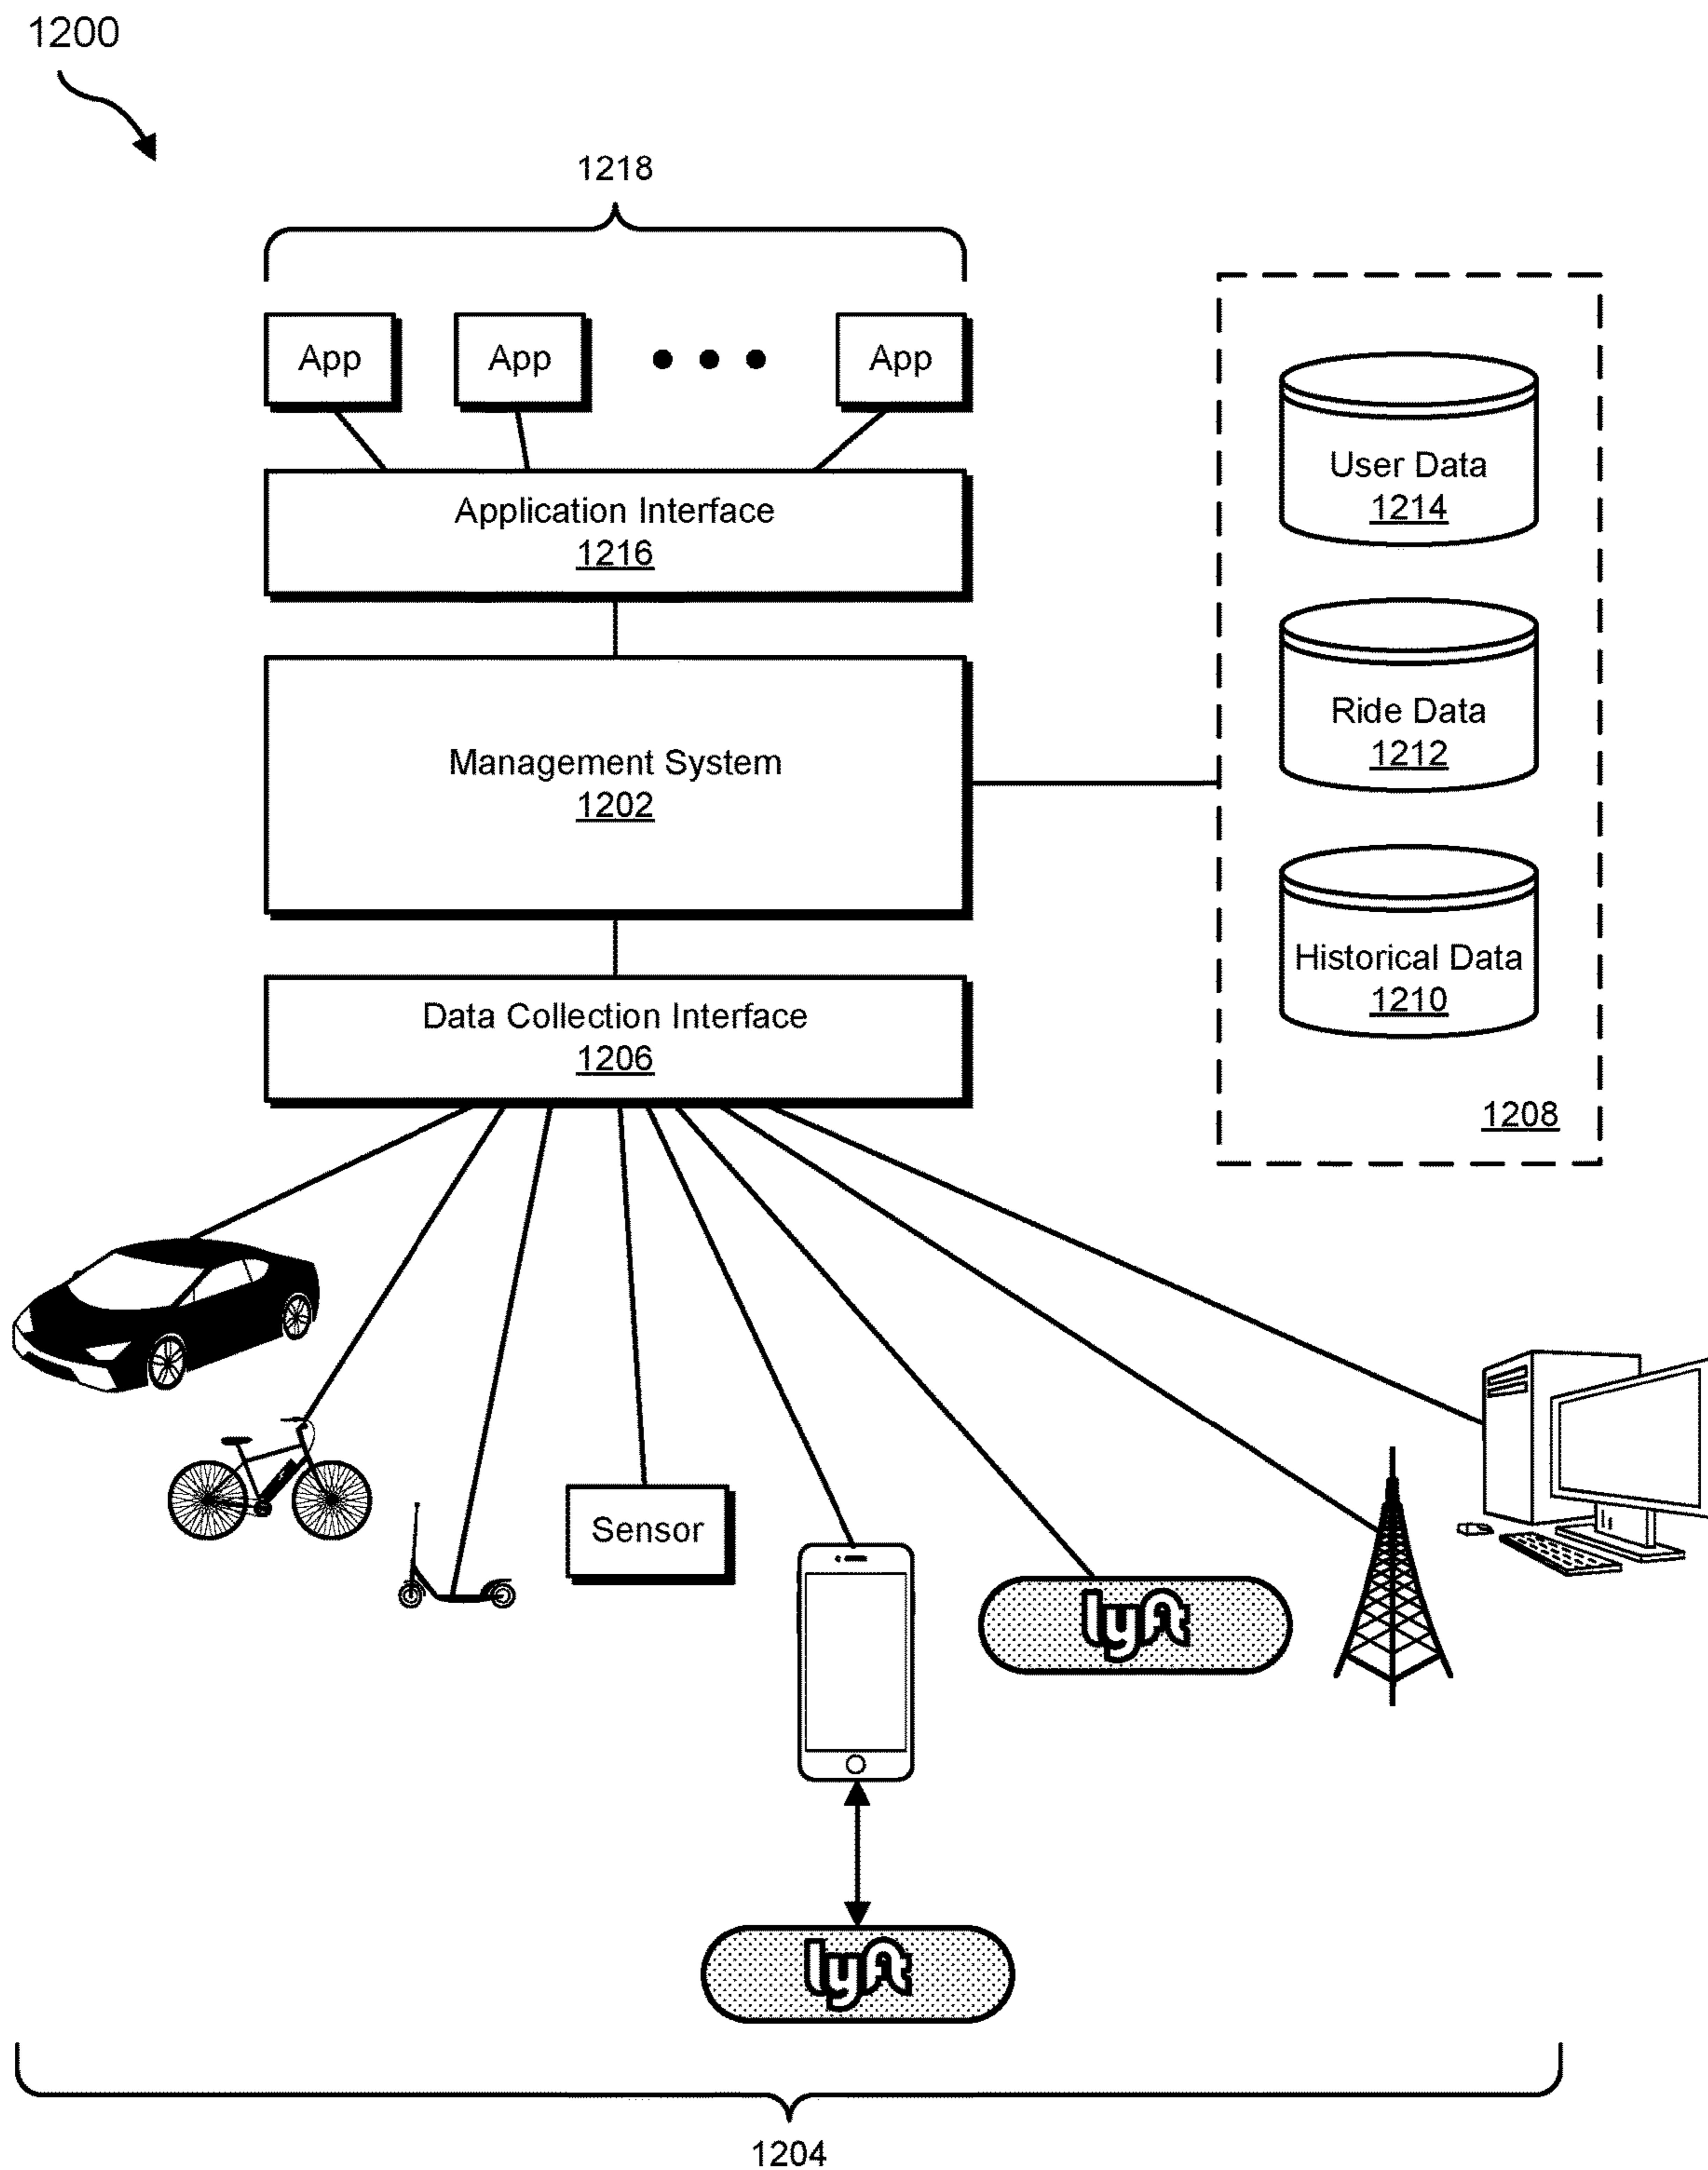 1200
1218
App
App
App
Application Interface
1216
Management System
1202
Data Collection Interface
1206
User Data
1214
Ride Data
1212
Historical Data
1210
1208
Sensor
lyft
lyft
1204